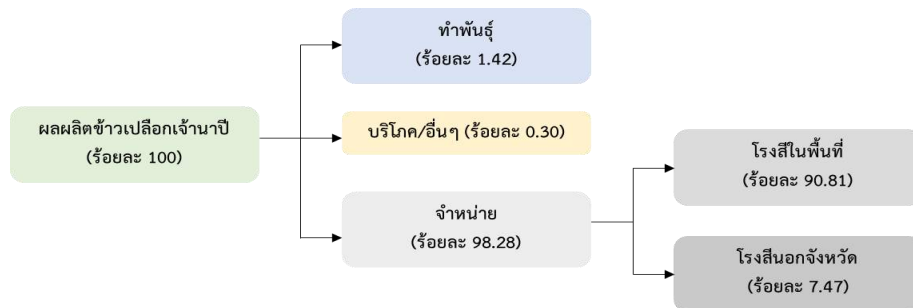 ทำพันธุ์
(ร้อยละ 1.42)
ผลผลิตข้าวเปลือกเจ้านาปี
(ร้อยละ 100)
บริโภค/อื่นๆ (ร้อยละ 0.30)
จำหน่าย
(ร้อยละ 98.28)
โรงสีในพื้นที่
(ร้อยละ 90.81)
โรงสีนอกจังหวัด
(ร้อยละ 7.47)